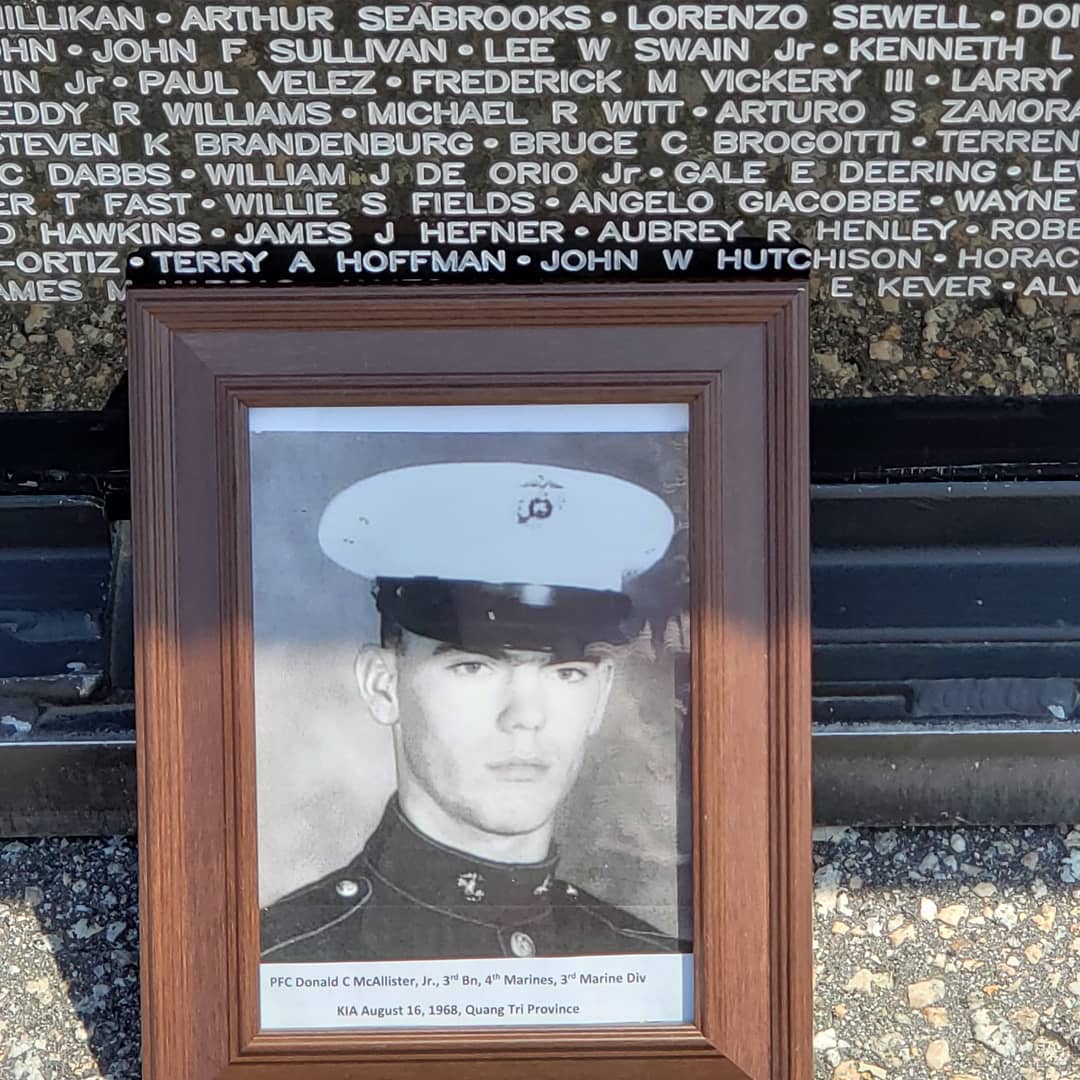 ILLIKAN • ARTHUR SEABROOKS • LORENZO SEWELL • DO
HN • JOHN F SULLIVAN • LEE W SWAIN Jr • KENNETH L
IN Jr • PAUL VELEZ • FREDERICK M VICKERY III • LARRY
EDDY R WILLIAMS • MICHAEL R WITT • ARTURO S ZAMORA
STEVEN K BRANDENBURG • BRUCE C BROGOITTI • TERREN
C DABBS • WILLIAM J DE ORIO Jr • GALE E DEERING • LE
ER T FAST • WILLIE S FIELDS • ANGELO GIACOBBE • WAYNE
D HAWKINS • JAMES J HEFNER • AUBREY R HENLEY • ROBE
-ORTIZ • TERRY A HOFFMAN • JOHN W HUTCHISON • HORAC
AMES M E KEVER • ALV
PFC Donald C McAllister, Jr., 3rd Bn, 4th Marines, 3rd Marine Div
KIA August 16, 1968, Quang Tri Province